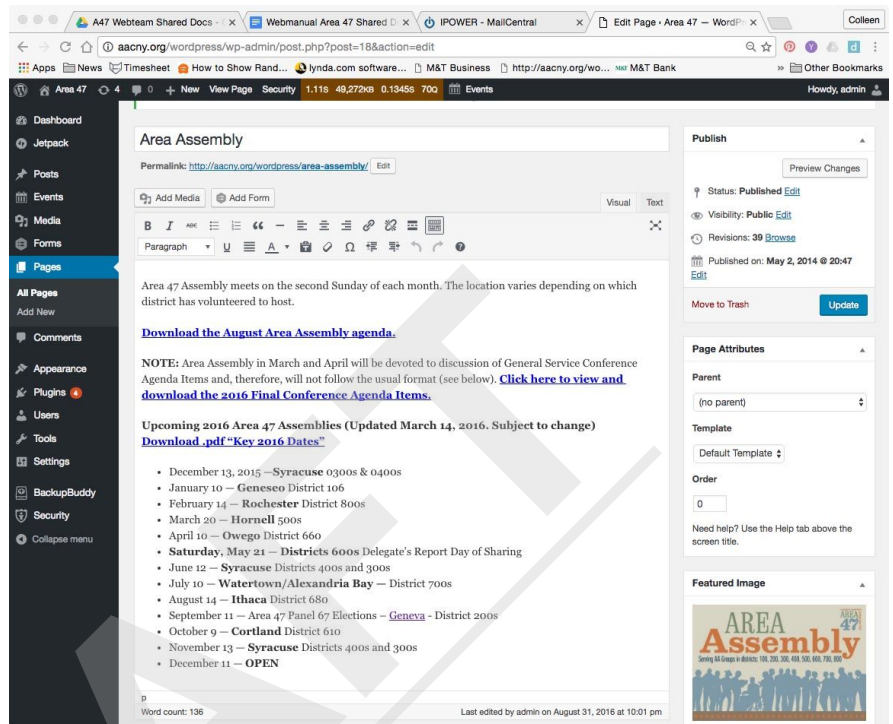 A47 Webteam Shared Docs -
Webmanual Area 47 Shared D
IPOWER - MailCentral
Edit Page ‹ Area 47 — WordPr
Colleen
aacny.org/wordpress/wp-admin/post.php?post=18&action=edit
Apps News Timesheet How to Show Rand... lynda.com software... M&T Business http://aacny.org/wo... M&T M&T Bank » Other Bookmarks
Area 47 4 0 + New View Page Security 1.11S 49,272KB 0.1345S 70Q Events Howdy, admin
Dashboard
Jetpack
Posts
Events
Media
Forms
Pages
All Pages
Add New
Comments
Appearance
Plugins 4
Users
Tools
Settings
BackupBuddy
Security
Collapse menu
Area Assembly
Permalink: http://aacny.org/wordpress/area-assembly/ Edit
Add Media Add Form Visual Text
B I ABC
Paragraph U A Ω
Area 47 Assembly meets on the second Sunday of each month. The location varies depending on which
district has volunteered to host.
Download the August Area Assembly agenda.
NOTE: Area Assembly in March and April will be devoted to discussion of General Service Conference
Agenda Items and, therefore, will not follow the usual format (see below). Click here to view and
download the 2016 Final Conference Agenda Items.
Upcoming 2016 Area 47 Assemblies (Updated March 14, 2016. Subject to change)
Download .pdf “Key 2016 Dates”
• December 13, 2015 —Syracuse 0300s & 0400s
• January 10 — Geneseo District 106
• February 14 — Rochester District 800s
• March 20 — Hornell 500s
• April 10 — Owego District 660
• Saturday, May 21 — Districts 600s Delegate's Report Day of Sharing
• June 12 — Syracuse Districts 400s and 300s
• July 10 — Watertown/Alexandria Bay — District 700s
• August 14 — Ithaca District 680
• September 11 — Area 47 Panel 67 Elections – Geneva - District 200s
• October 9 — Cortland District 610
• November 13 — Syracuse Districts 400s and 300s
• December 11 — OPEN
p
Word count: 136 Last edited by admin on August 31, 2016 at 10:01 pm
Publish
Preview Changes
Status: Published Edit
Visibility: Public Edit
Revisions: 39 Browse
Published on: May 2, 2014 @ 20:47
Edit
Move to Trash Update
Page Attributes
Parent
(no parent)
Template
Default Template
Order
0
Need help? Use the Help tab above the
screen title.
Featured Image
AREA
AREA 47
Assembly
Serving AA Groups in districts: 100, 200, 300, 400, 500, 600, 700, 800